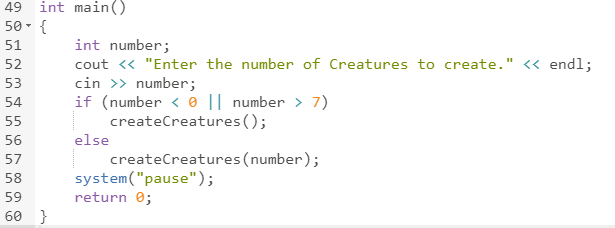 49 int main()
50 {
51     int number;
52     cout << "Enter the number of Creatures to create." << endl;
53     cin >> number;
54     if (number < 0 || number > 7)
55         createCreatures();
56     else
57         createCreatures(number);
58     system("pause");
59     return 0;
60 }